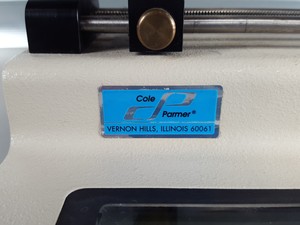 Cole
Parmer®
VERNON HILLS, ILLINOIS 60061